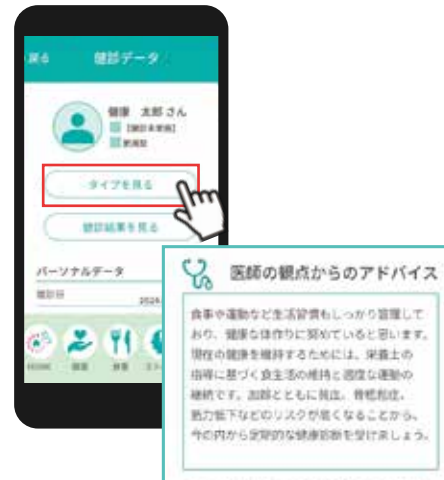 戻る 健診データ
健康 太郎 さん
タイプを見る
健診結果を見る
パーソナルデータ
健診日 2024
HOME 健康 食事
医師の観点からのアドバイス
食事や運動など生活習慣もしっかり管理して
おり、健康な体作りに努めていると思います。
現在の健康を維持するためには、栄養士の
指導に基づく食生活の維持と適度な運動の
継続です。加齢とともに貧血、骨粗鬆症、
筋力低下などのリスクが高くなることから、
今の内から定期的な健康診断を受けましょう。